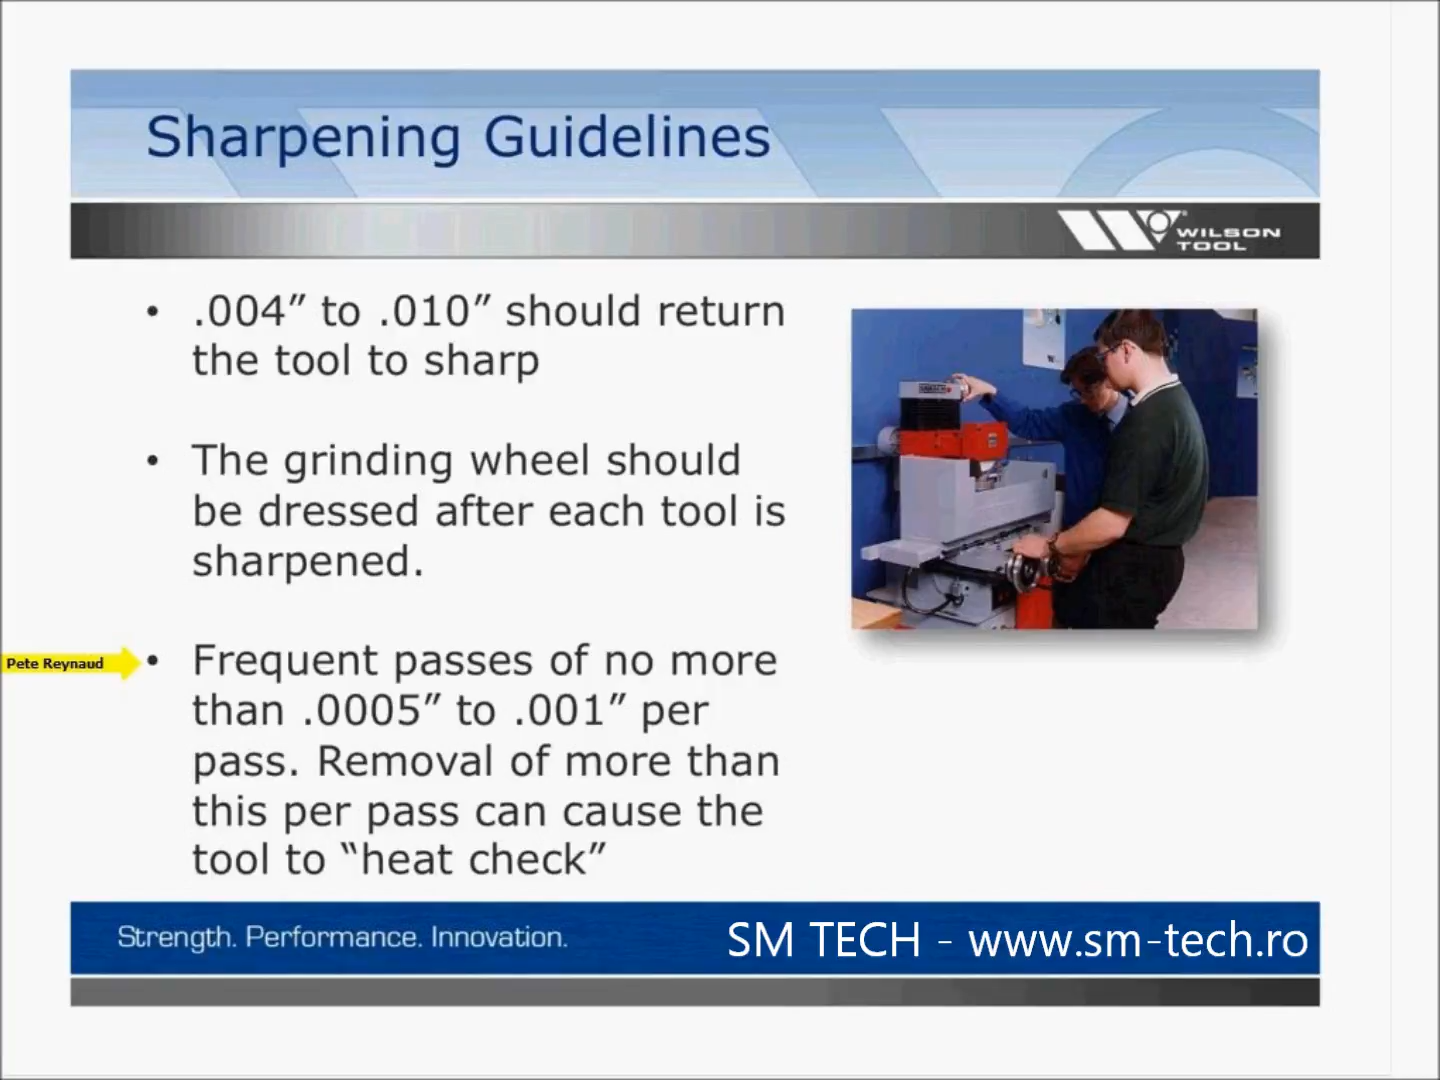 Sharpening Guidelines
WILSON
TOOL
• .004” to .010” should return
the tool to sharp
• The grinding wheel should
be dressed after each tool is
sharpened.
Pete Reynaud
• Frequent passes of no more
than .0005” to .001” per
pass. Removal of more than
this per pass can cause the
tool to “heat check”
Strength. Performance. Innovation.
SM TECH - www.sm-tech.ro